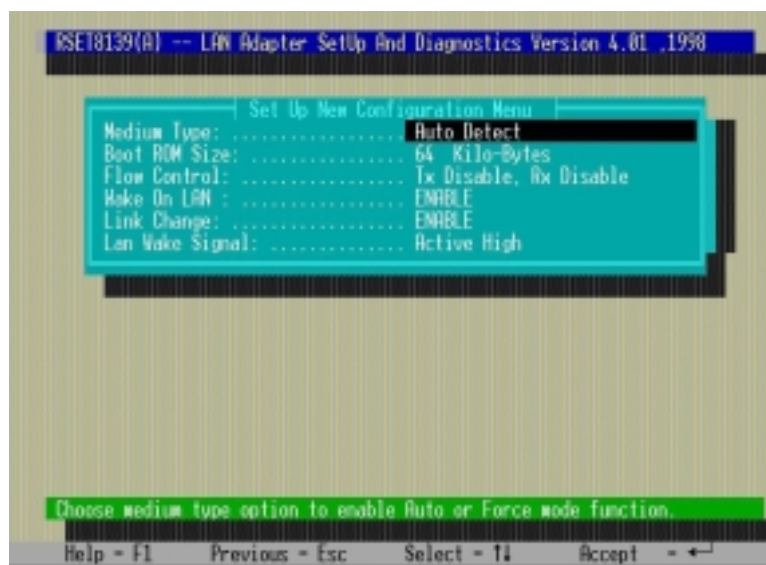 RSET8139(A) -- LAN Adapter SetUp And Diagnostics Version 4.01 ,1998
Set Up New Configuration Menu
Medium Type: .................. Auto Detect
Boot ROM Size: ................ 64 Kilo-Bytes
Flow Control: ................. Tx Disable, Rx Disable
Wake On LAN : ................. ENABLE
Link Change: .................. ENABLE
Lan Wake Signal: .............. Active High
Choose medium type option to enable Auto or Force mode function.
Help - F1 Previous - Esc Select - ↑↓ Accept - ←┘